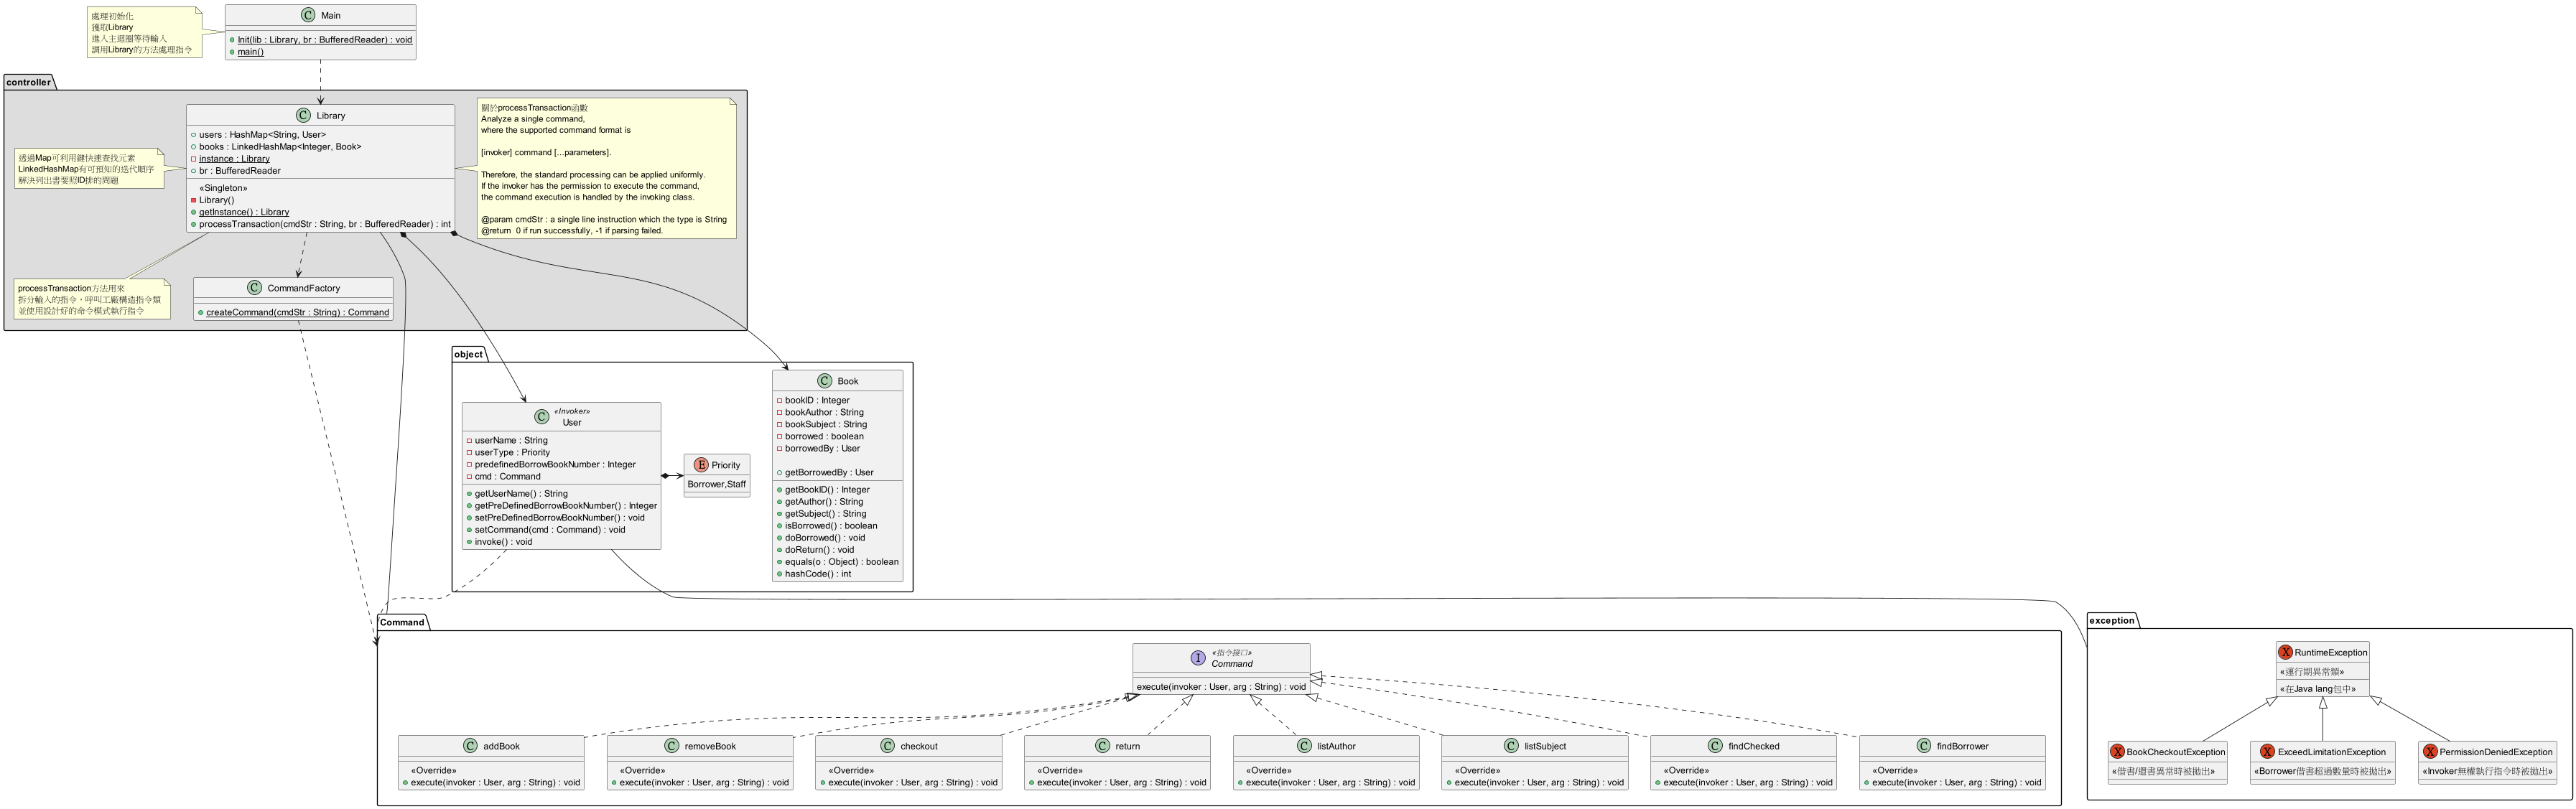 處理初始化
獲取Library
進入主迴圈等待輸入
調用Library的方法處理指令
Main
Init(lib : Library, br : BufferedReader) : void
main()
controller
Library
users : HashMap<String, User>
books : LinkedHashMap<Integer, Book>
instance : Library
br : BufferedReader
«Singleton»
Library()
getInstance() : Library
processTransaction(cmdStr : String, br : BufferedReader) : int
透過Map可利用鍵快速查找元素
LinkedHashMap有可預知的迭代順序
解決列出書要照ID排的問題
關於processTransaction函數
Analyze a single command,
where the supported command format is
[invoker] command [...parameters].
Therefore, the standard processing can be applied uniformly.
If the invoker has the permission to execute the command,
the command execution is handled by the invoking class.
@param cmdStr : a single line instruction which the type is String
@return  0 if run successfully, -1 if parsing failed.
processTransaction方法用來
拆分輸入的指令，呼叫工廠構造指令類
並使用設計好的命令模式執行指令
CommandFactory
createCommand(cmdStr : String) : Command
object
«Invoker»
User
userName : String
userType : Priority
predefinedBorrowBookNumber : Integer
cmd : Command
getUserName() : String
getPreDefinedBorrowBookNumber() : Integer
setPreDefinedBorrowBookNumber() : void
setCommand(cmd : Command) : void
invoke() : void
Priority
Borrower,Staff
Book
bookID : Integer
bookAuthor : String
bookSubject : String
borrowed : boolean
borrowedBy : User
getBorrowedBy : User
getBookID() : Integer
getAuthor() : String
getSubject() : String
isBorrowed() : boolean
doBorrowed() : void
doReturn() : void
equals(o : Object) : boolean
hashCode() : int
Command
«指令接口»
Command
execute(invoker : User, arg : String) : void
addBook
«Override»
execute(invoker : User, arg : String) : void
removeBook
«Override»
execute(invoker : User, arg : String) : void
checkout
«Override»
execute(invoker : User, arg : String) : void
return
«Override»
execute(invoker : User, arg : String) : void
listAuthor
«Override»
execute(invoker : User, arg : String) : void
listSubject
«Override»
execute(invoker : User, arg : String) : void
findChecked
«Override»
execute(invoker : User, arg : String) : void
findBorrower
«Override»
execute(invoker : User, arg : String) : void
exception
RuntimeException
«運行期異常類»
«在Java lang包中»
BookCheckoutException
«借書/還書異常時被拋出»
ExceedLimitationException
«Borrower借書超過數量時被拋出»
PermissionDeniedException
«Invoker無權執行指令時被拋出»